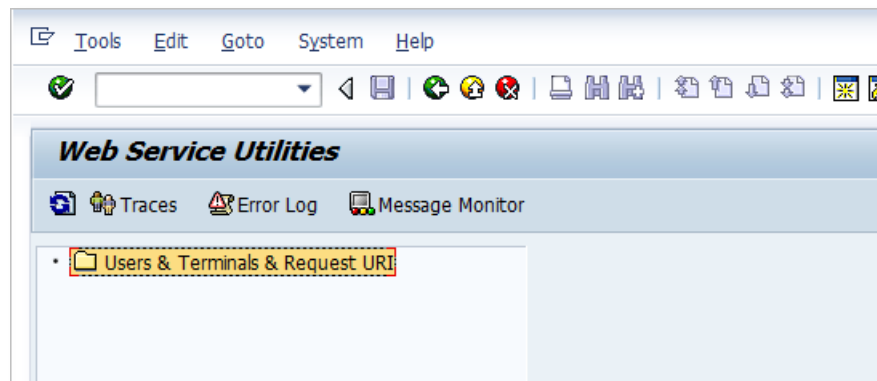 Tools Edit Goto System Help
Web Service Utilities
Traces Error Log Message Monitor
Users & Terminals & Request URI